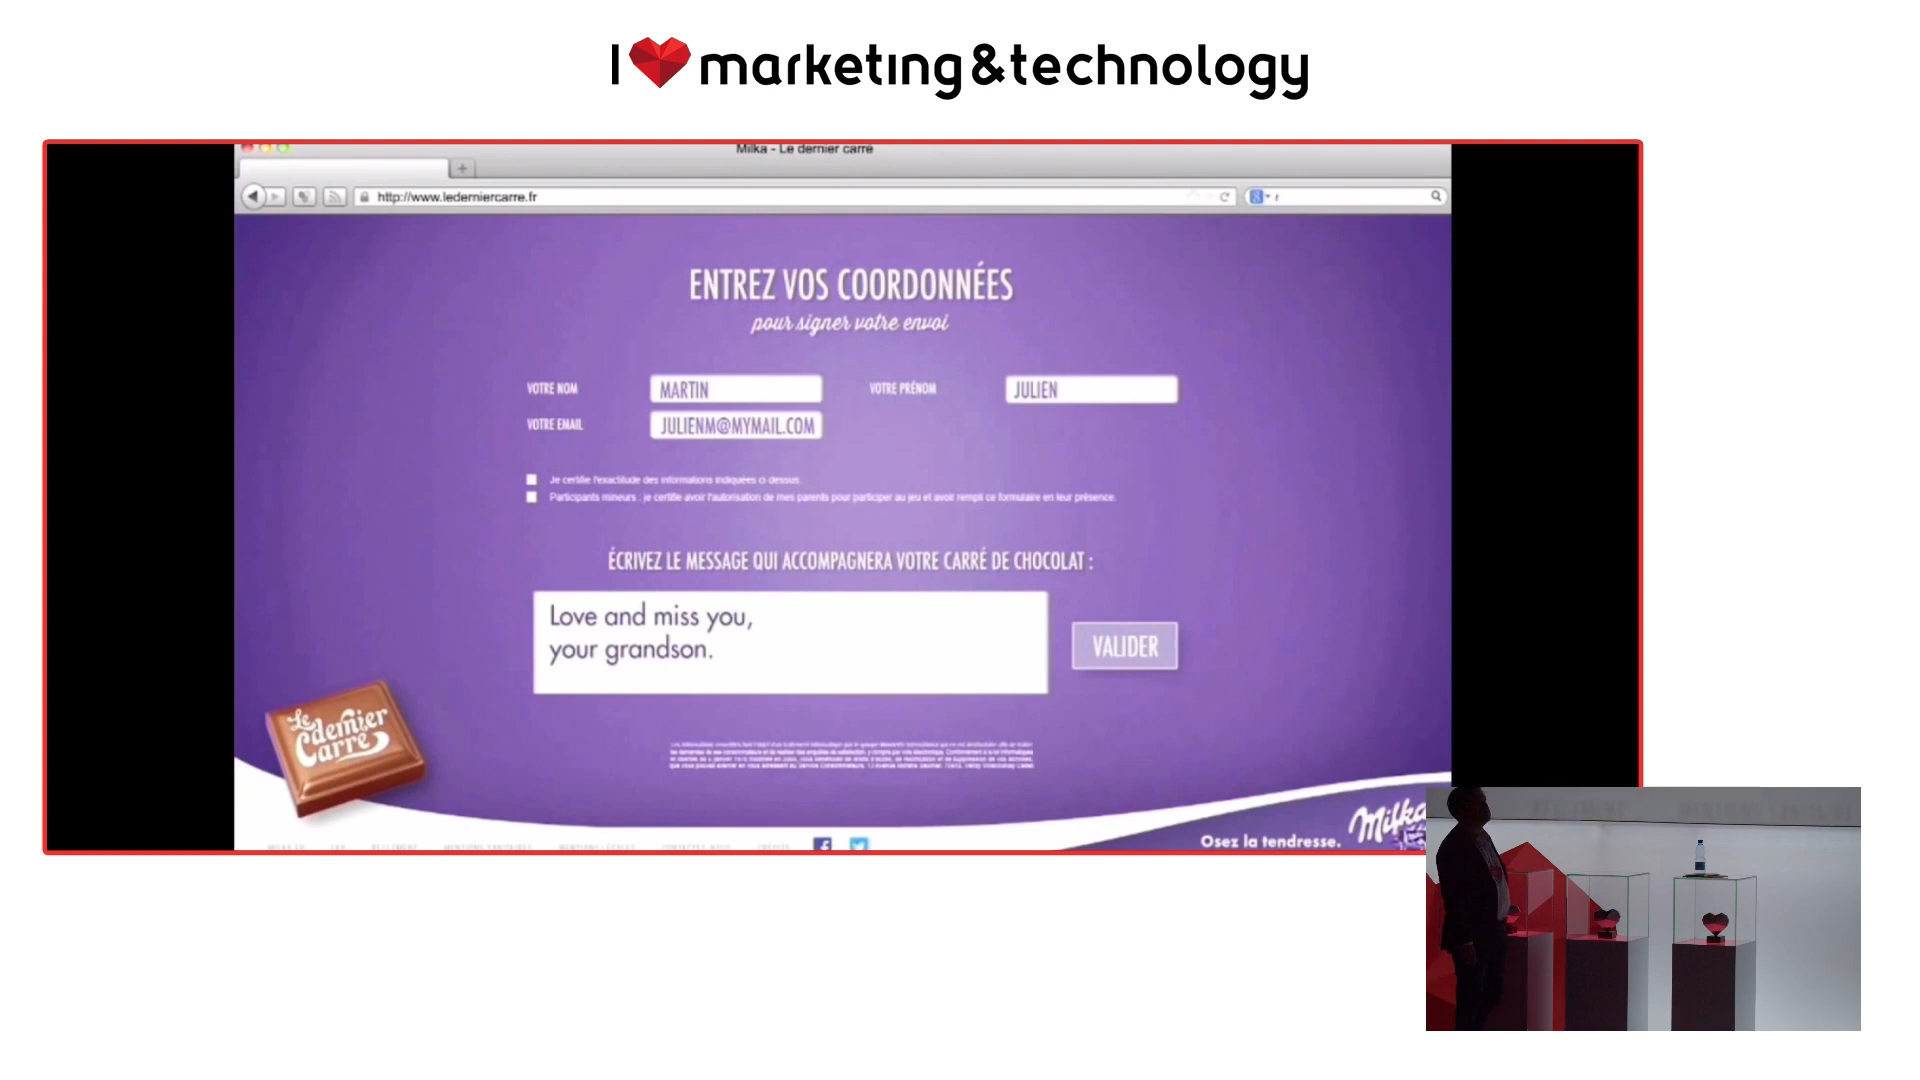 I marketing&technology
Milka - Le dernier carré
http://www.lederniercarre.fr
ENTREZ VOS COORDONNÉES
pour signer votre envoi
VOTRE NOM MARTIN VOTRE PRÉNOM JULIEN
VOTRE EMAIL JULIENM@MYMAIL.COM
Je certifie l'exactitude des informations indiquées ci dessus.
Participants mineurs : je certifie avoir l'autorisation de mes parents pour participer au jeu et avoir rempli ce formulaire en leur présence.
ÉCRIVEZ LE MESSAGE QUI ACCOMPAGNERA VOTRE CARRÉ DE CHOCOLAT :
Love and miss you,
your grandson.
VALIDER
Le
dernier
Carré
Osez la tendresse.
Milka